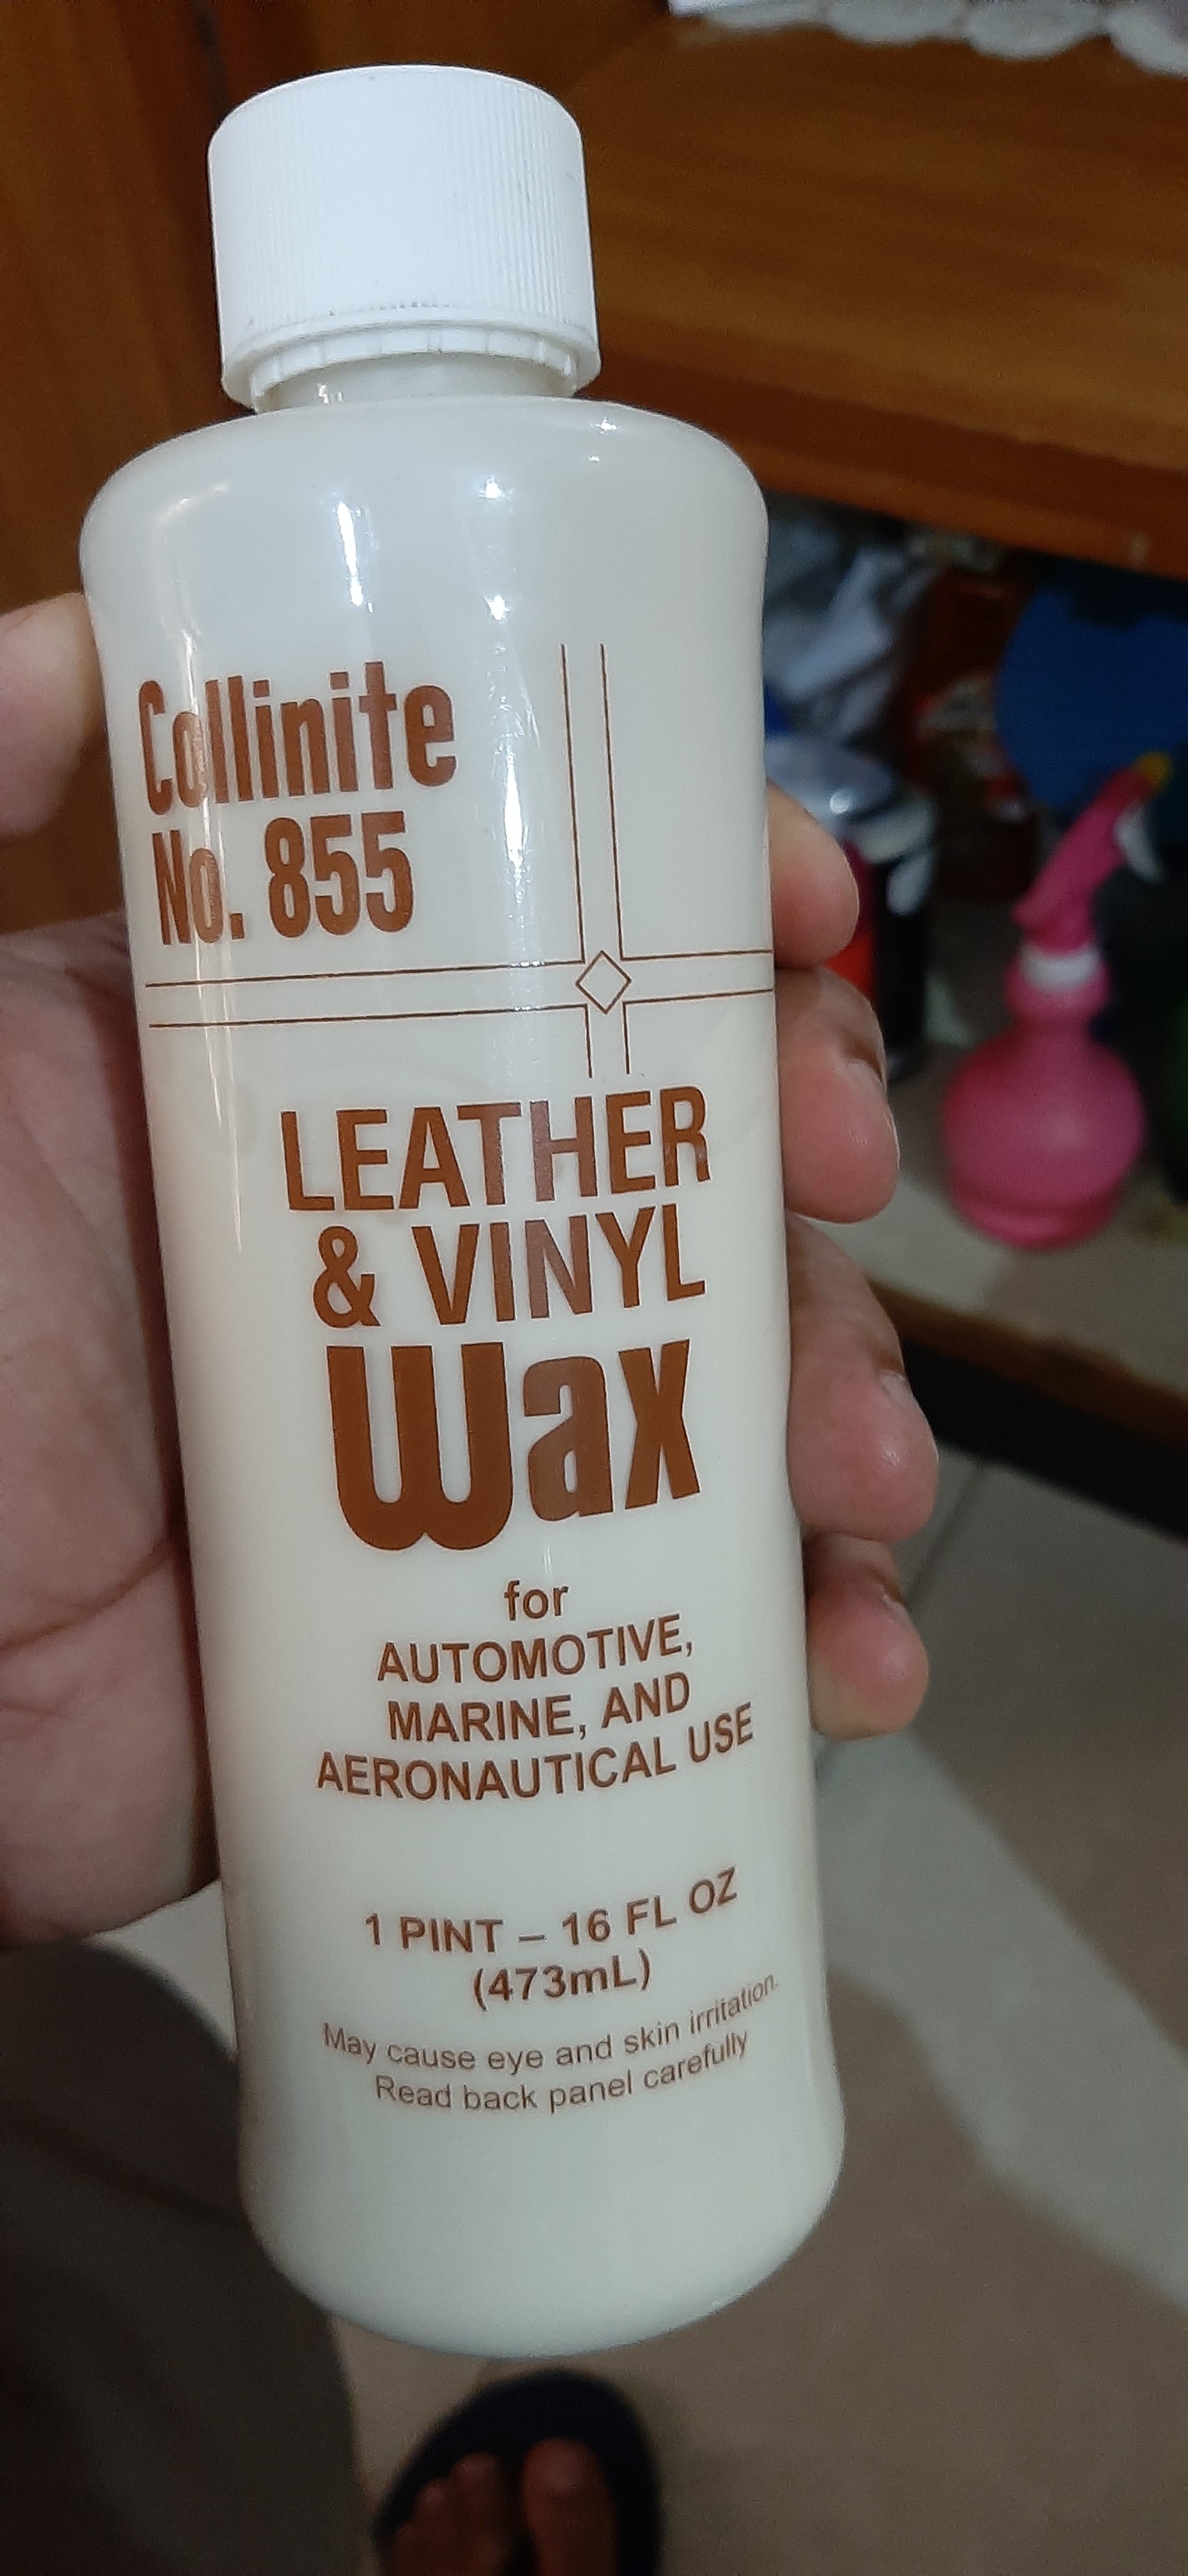 Collinite
No. 855
LEATHER
& VINYL
Wax
for
AUTOMOTIVE,
MARINE, AND
AERONAUTICAL USE
1 PINT – 16 FL OZ
(473mL)
May cause eye and skin irritation.
Read back panel carefully